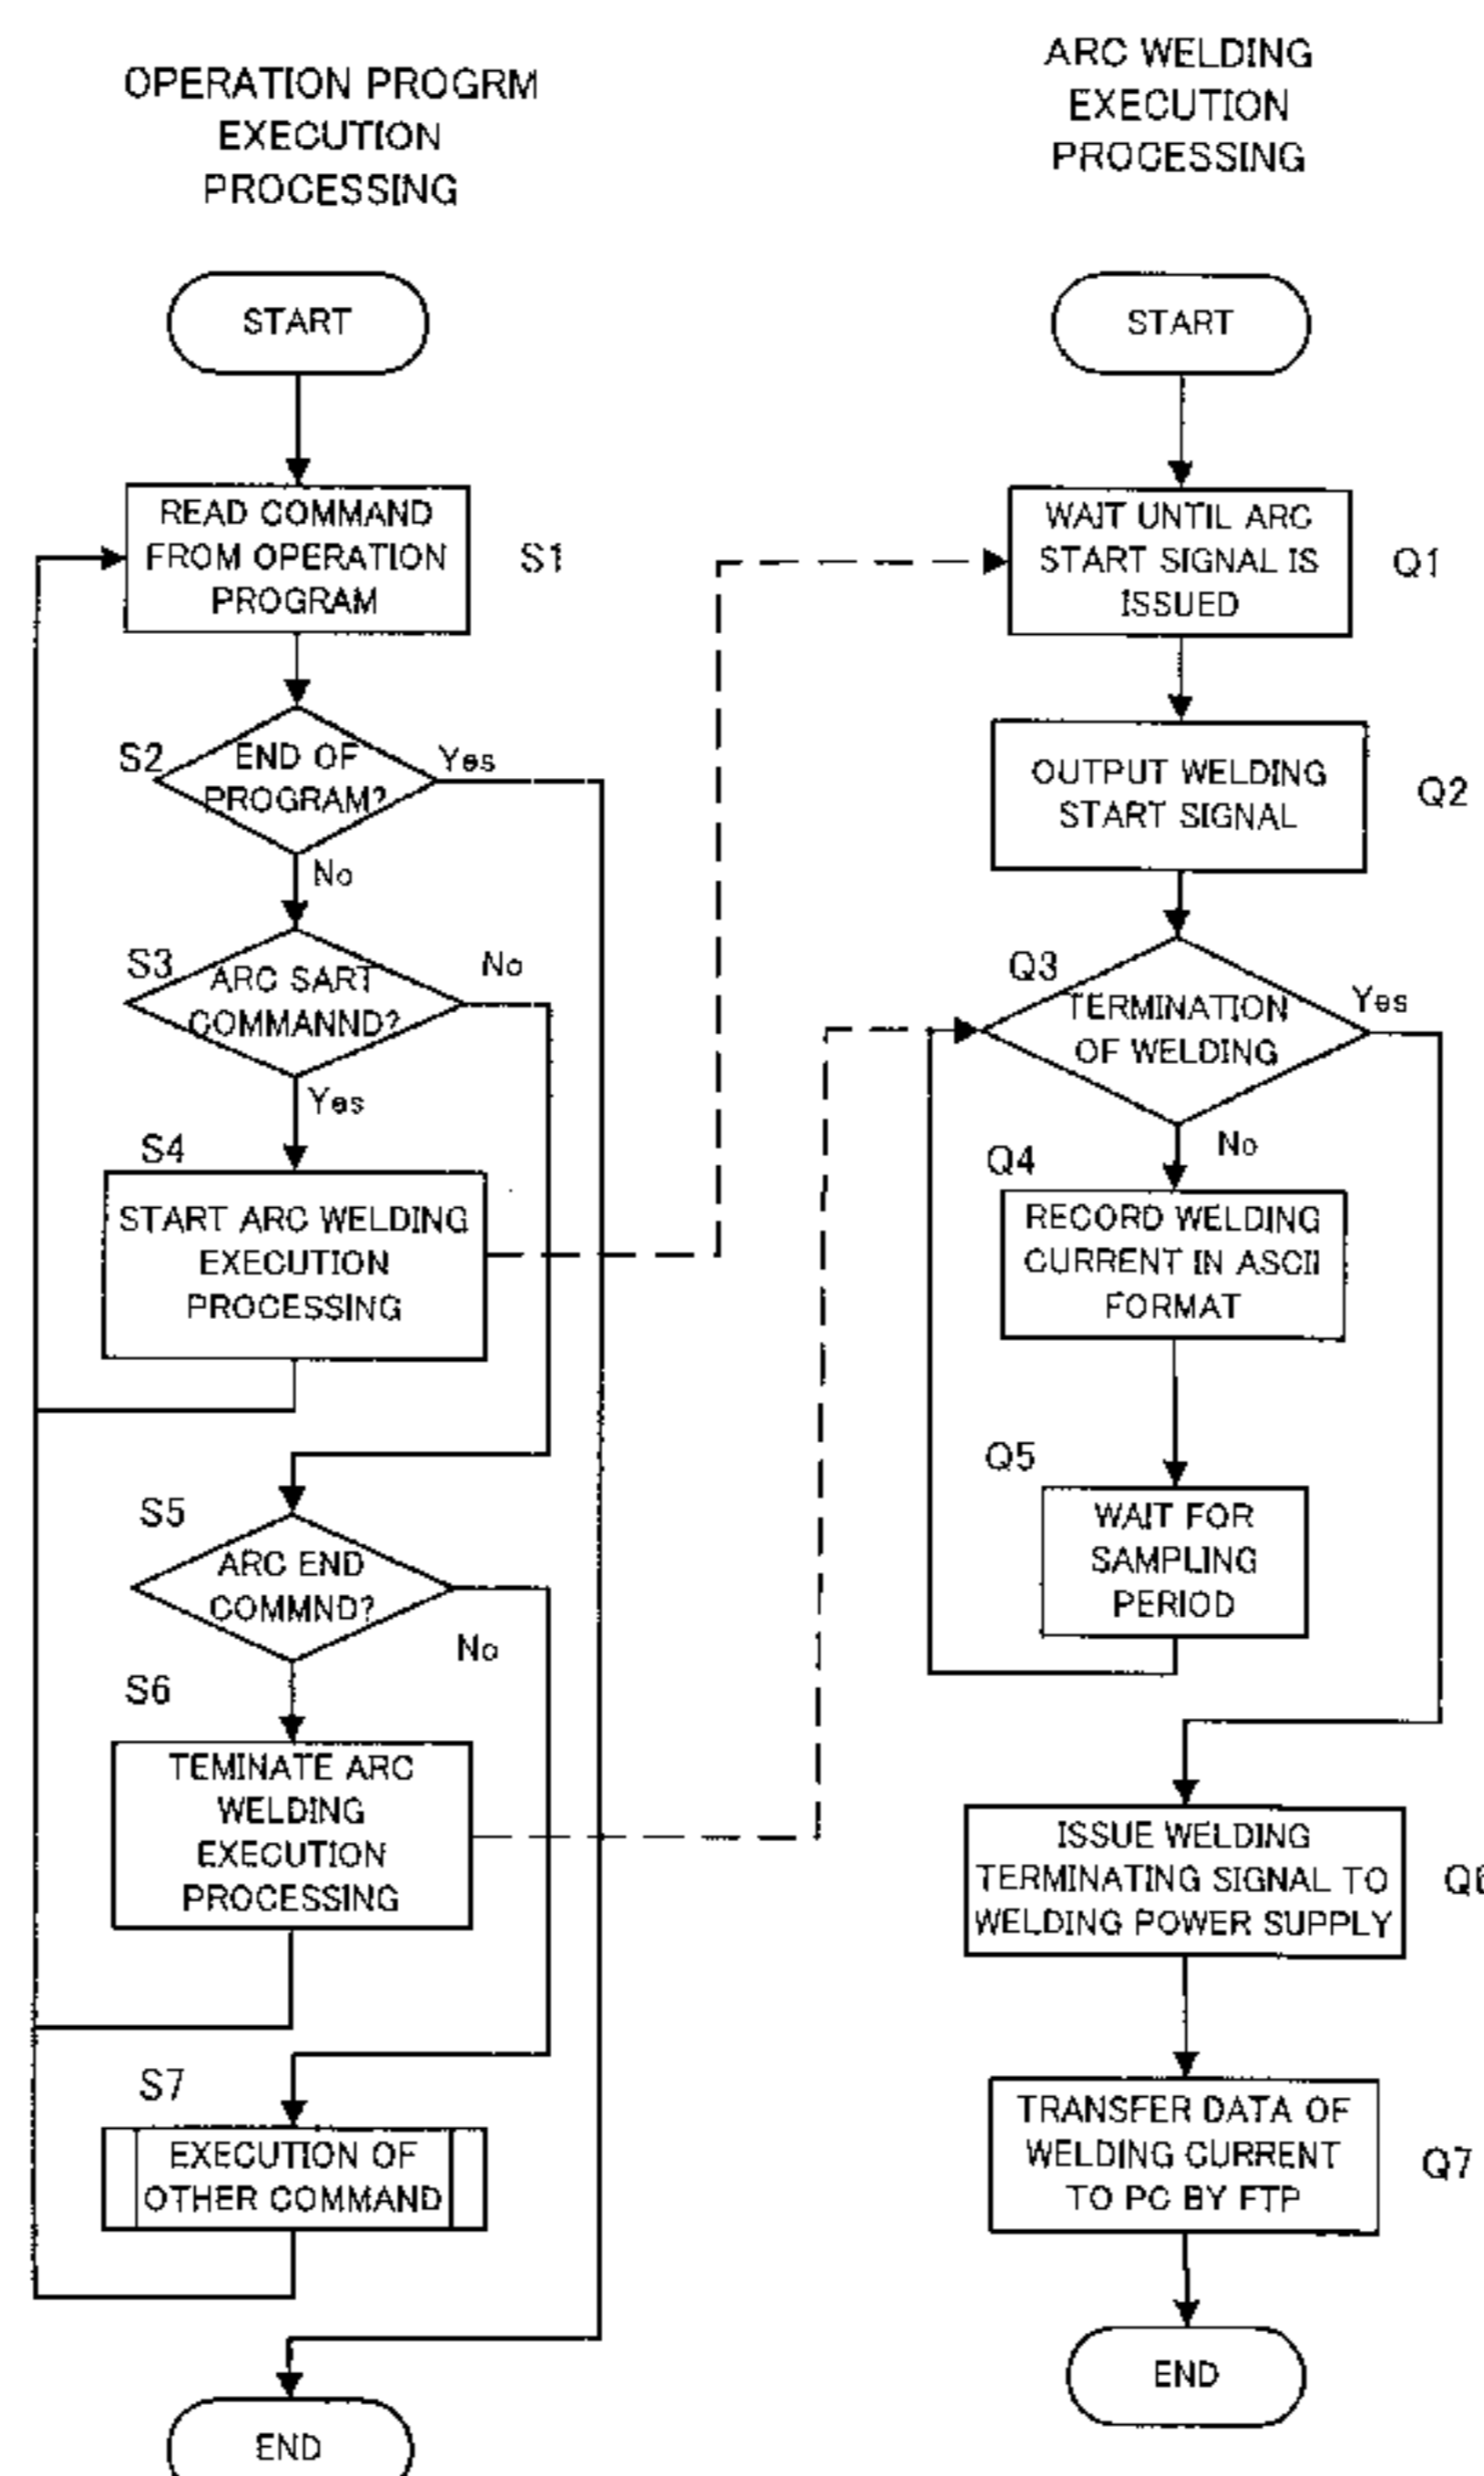 OPERATION PROGRM
EXECUTION
PROCESSING
START
READ COMMAND
FROM OPERATION
PROGRAM
S1
S2
END OF
PROGRAM?
Yes
No
S3
ARC SART
COMMANND?
No
Yes
S4
START ARC WELDING
EXECUTION
PROCESSING
S5
ARC END
COMMND?
No
S6
TEMINATE ARC
WELDING
EXECUTION
PROCESSING
S7
EXECUTION OF
OTHER COMMAND
END
ARC WELDING
EXECUTION
PROCESSING
START
WAIT UNTIL ARC
START SIGNAL IS
ISSUED
Q1
OUTPUT WELDING
START SIGNAL
Q2
Q3
TERMINATION
OF WELDING
Yes
No
Q4
RECORD WELDING
CURRENT IN ASCII
FORMAT
Q5
WAIT FOR
SAMPLING
PERIOD
ISSUE WELDING
TERMINATING SIGNAL TO
WELDING POWER SUPPLY
Q6
TRANSFER DATA OF
WELDING CURRENT
TO PC BY FTP
Q7
END